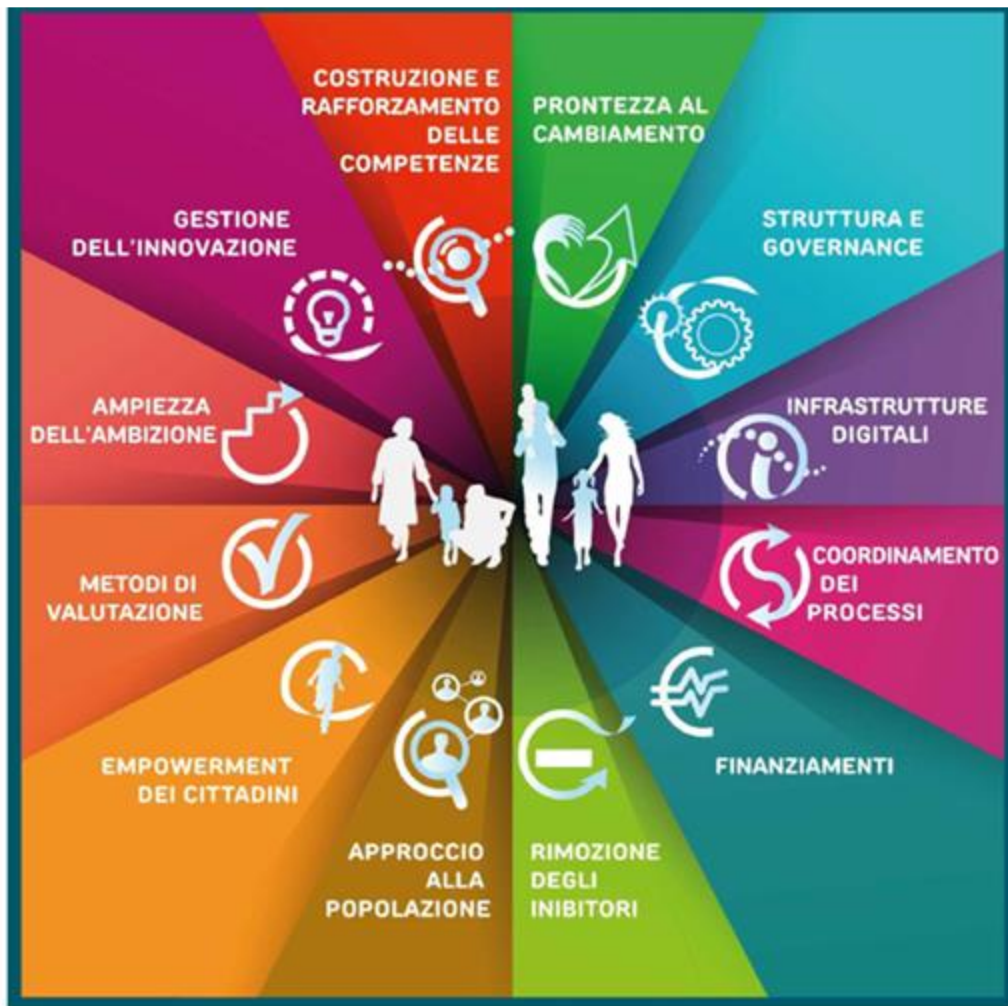 COSTRUZIONE E
RAFFORZAMENTO
DELLE
COMPETENZE
PRONTEZZA AL
CAMBIAMENTO
STRUTTURA E
GOVERNANCE
INFRASTRUTTURE
DIGITALI
COORDINAMENTO
DEI
PROCESSI
FINANZIAMENTI
RIMOZIONE
DEGLI
INIBITORI
APPROCCIO
ALLA
POPOLAZIONE
EMPOWERMENT
DEI CITTADINI
METODI DI
VALUTAZIONE
AMPIEZZA
DELL'AMBIZIONE
GESTIONE
DELL'INNOVAZIONE